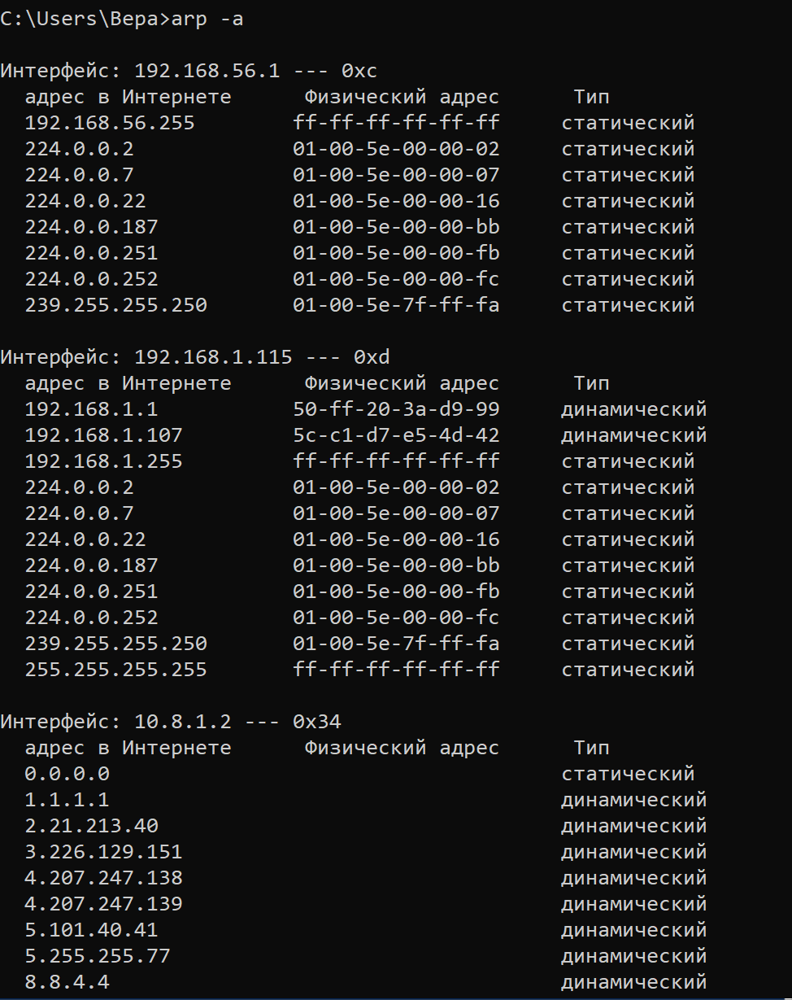 C:\Users\Вера>arp -a
Интерфейс: 192.168.56.1 --- 0xc
адрес в Интернете Физический адрес Тип
192.168.56.255 ff-ff-ff-ff-ff-ff статический
224.0.0.2 01-00-5e-00-00-02 статический
224.0.0.7 01-00-5e-00-00-07 статический
224.0.0.22 01-00-5e-00-00-16 статический
224.0.0.187 01-00-5e-00-00-bb статический
224.0.0.251 01-00-5e-00-00-fb статический
224.0.0.252 01-00-5e-00-00-fc статический
239.255.255.250 01-00-5e-7f-ff-fa статический
Интерфейс: 192.168.1.115 --- 0xd
адрес в Интернете Физический адрес Тип
192.168.1.1 50-ff-20-3a-d9-99 динамический
192.168.1.107 5c-c1-d7-e5-4d-42 динамический
192.168.1.255 ff-ff-ff-ff-ff-ff статический
224.0.0.2 01-00-5e-00-00-02 статический
224.0.0.7 01-00-5e-00-00-07 статический
224.0.0.22 01-00-5e-00-00-16 статический
224.0.0.187 01-00-5e-00-00-bb статический
224.0.0.251 01-00-5e-00-00-fb статический
224.0.0.252 01-00-5e-00-00-fc статический
239.255.255.250 01-00-5e-7f-ff-fa статический
255.255.255.255 ff-ff-ff-ff-ff-ff статический
Интерфейс: 10.8.1.2 --- 0x34
адрес в Интернете Физический адрес Тип
0.0.0.0 статический
1.1.1.1 динамический
2.21.213.40 динамический
3.226.129.151 динамический
4.207.247.138 динамический
4.207.247.139 динамический
5.101.40.41 динамический
5.255.255.77 динамический
8.8.4.4 динамический